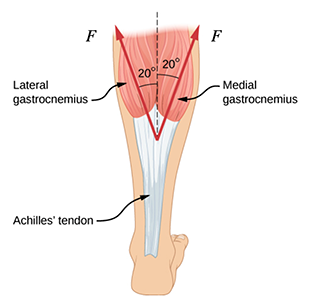 F
F
20°
20°
Lateral
gastrocnemius
Medial
gastrocnemius
Achilles’ tendon